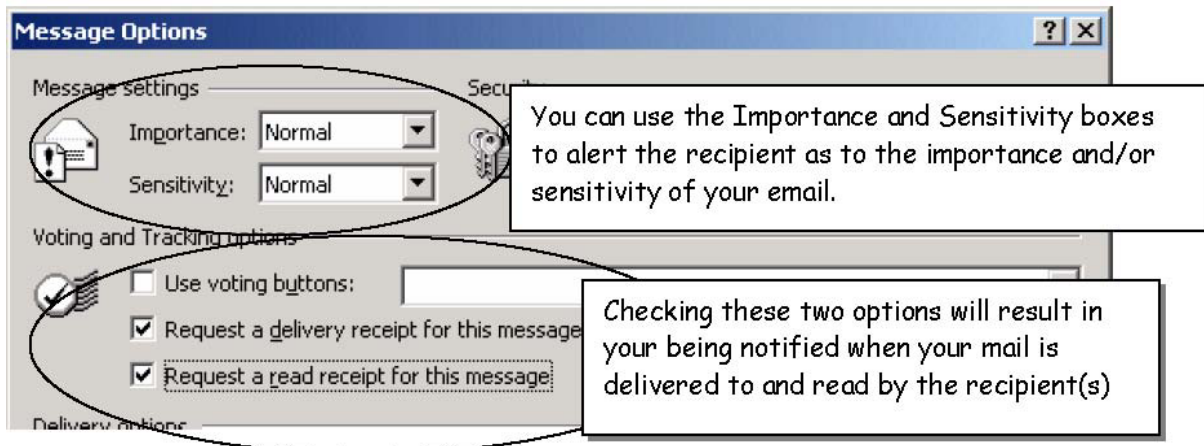 Message Options
Message settings
Importance: Normal
Sensitivity: Normal
You can use the Importance and Sensitivity boxes
to alert the recipient as to the importance and/or
sensitivity of your email.
Voting and Tracking options
Use voting buttons:
Request a delivery receipt for this message
Request a read receipt for this message
Checking these two options will result in
your being notified when your mail is
delivered to and read by the recipient(s)
Delivery options